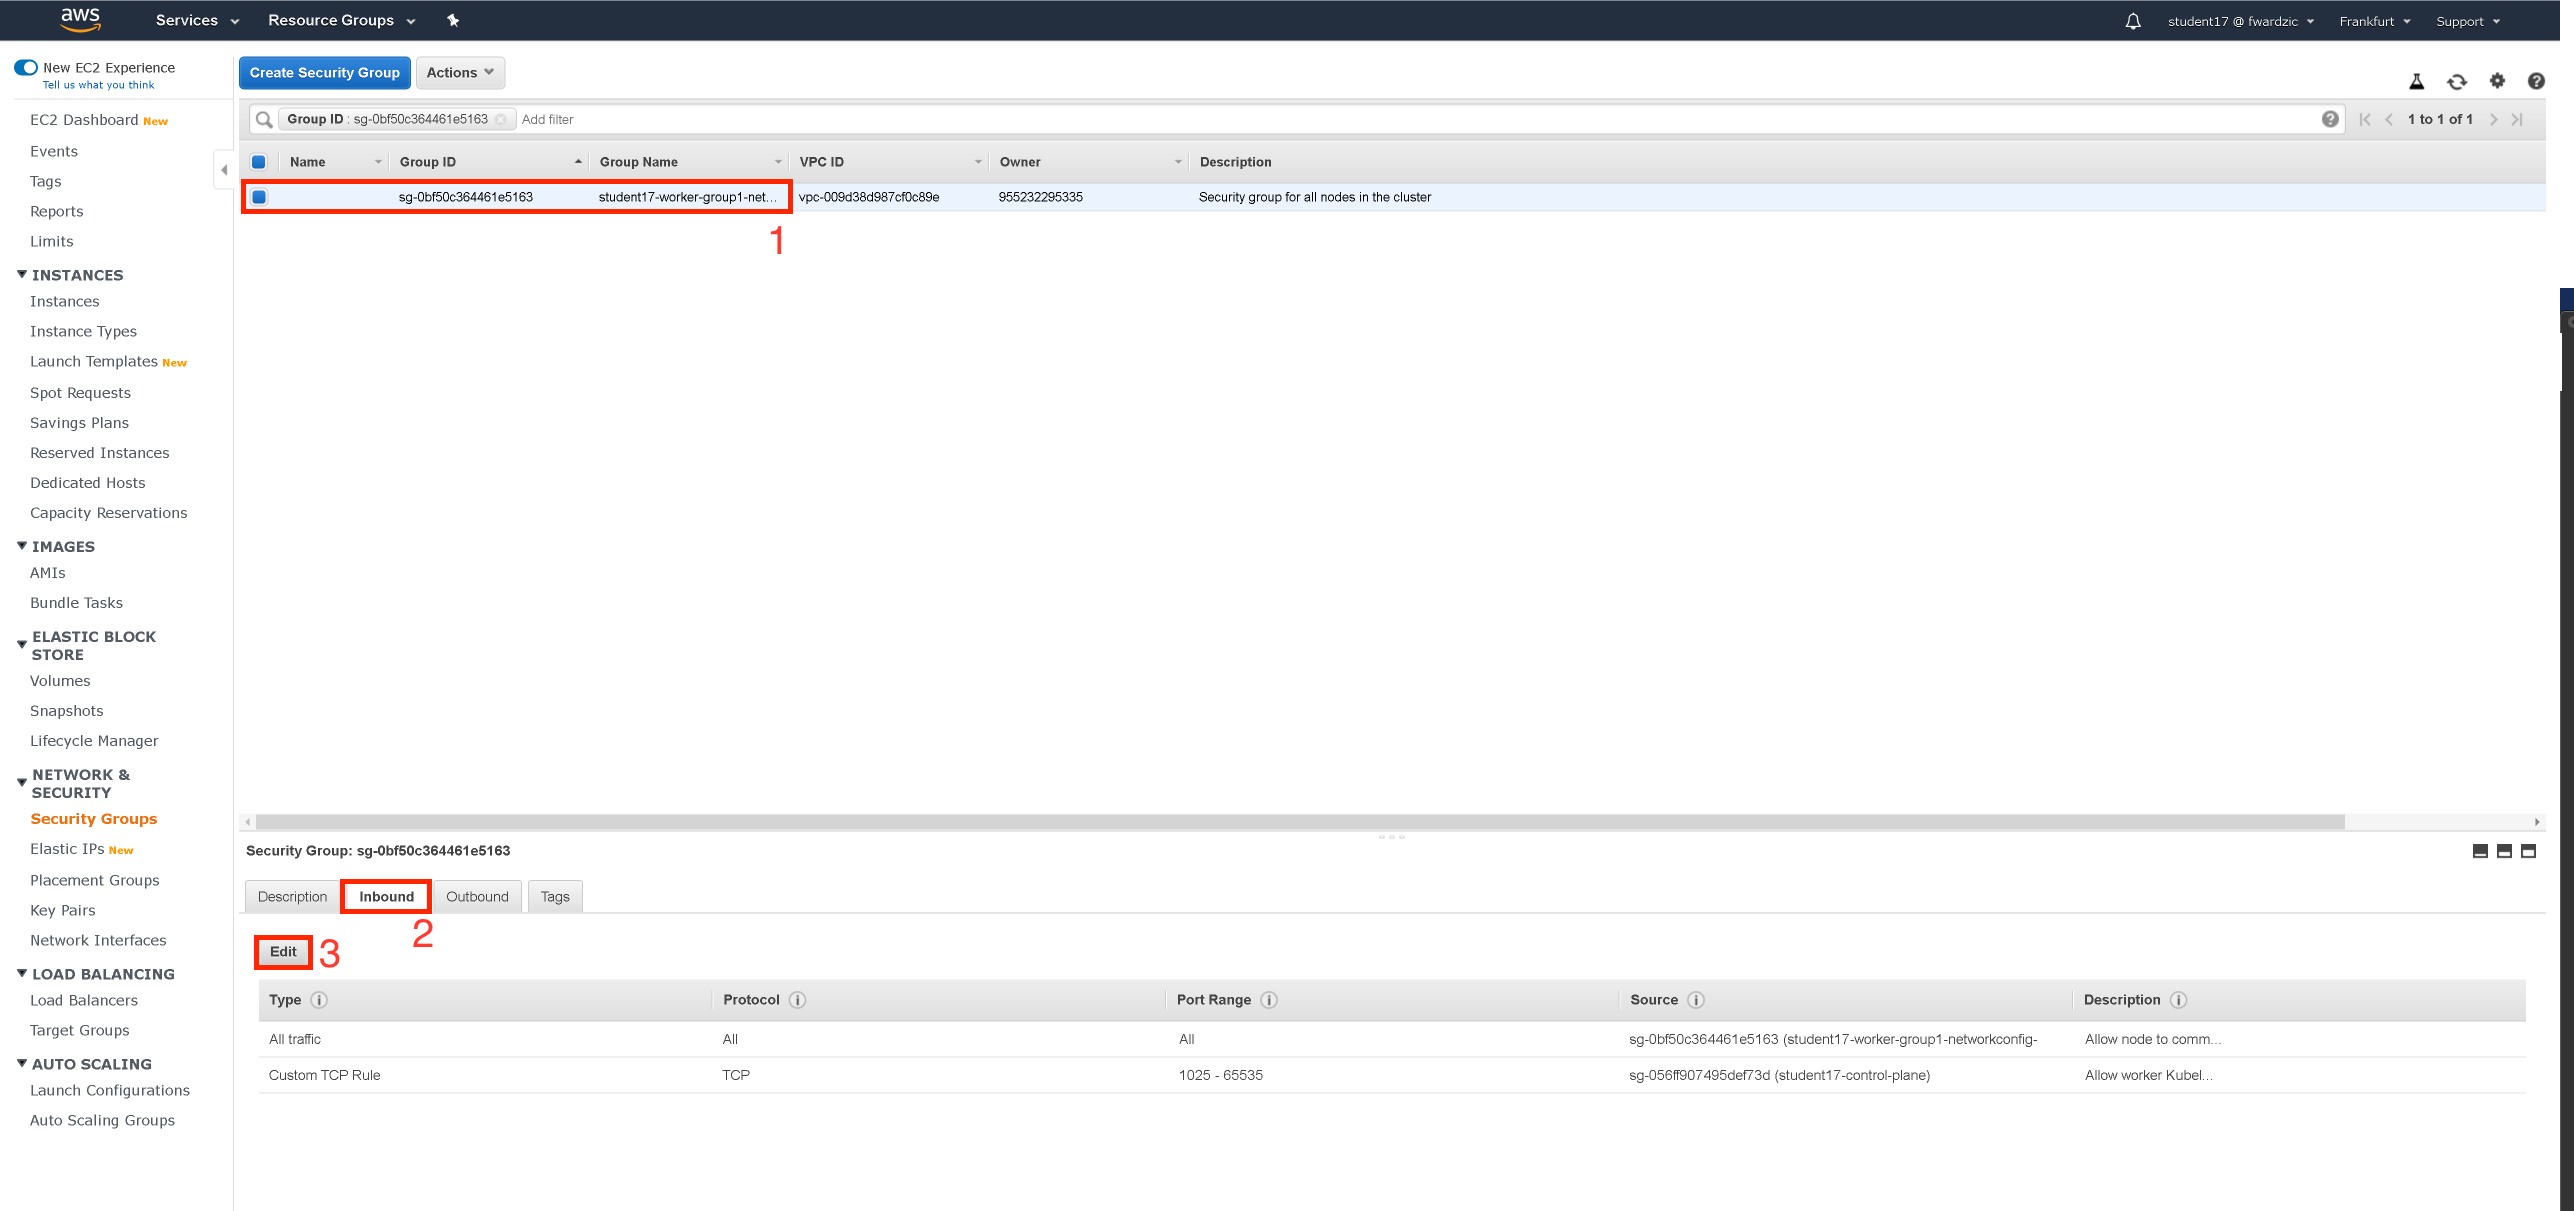 aws Services Resource Groups student17 @ fwardzic Frankfurt Support
New EC2 Experience
Tell us what you think
EC2 Dashboard New
Events
Tags
Reports
Limits
INSTANCES
Instances
Instance Types
Launch Templates New
Spot Requests
Savings Plans
Reserved Instances
Dedicated Hosts
Capacity Reservations
IMAGES
AMIs
Bundle Tasks
ELASTIC BLOCK
STORE
Volumes
Snapshots
Lifecycle Manager
NETWORK &
SECURITY
Security Groups
Elastic IPs New
Placement Groups
Key Pairs
Network Interfaces
LOAD BALANCING
Load Balancers
Target Groups
AUTO SCALING
Launch Configurations
Auto Scaling Groups
Create Security Group Actions
Group ID : sg-0bf50c364461e5163 Add filter 1 to 1 of 1
Name Group ID Group Name VPC ID Owner Description
sg-0bf50c364461e5163 student17-worker-group1-net... vpc-009d38d987cf0c89e 955232295335 Security group for all nodes in the cluster
1
Security Group: sg-0bf50c364461e5163
Description Inbound Outbound Tags
2
Edit 3
Type Protocol Port Range Source Description
All traffic All All sg-0bf50c364461e5163 (student17-worker-group1-networkconfig- Allow node to comm...
Custom TCP Rule TCP 1025 - 65535 sg-056ff907495def73d (student17-control-plane) Allow worker Kubel...